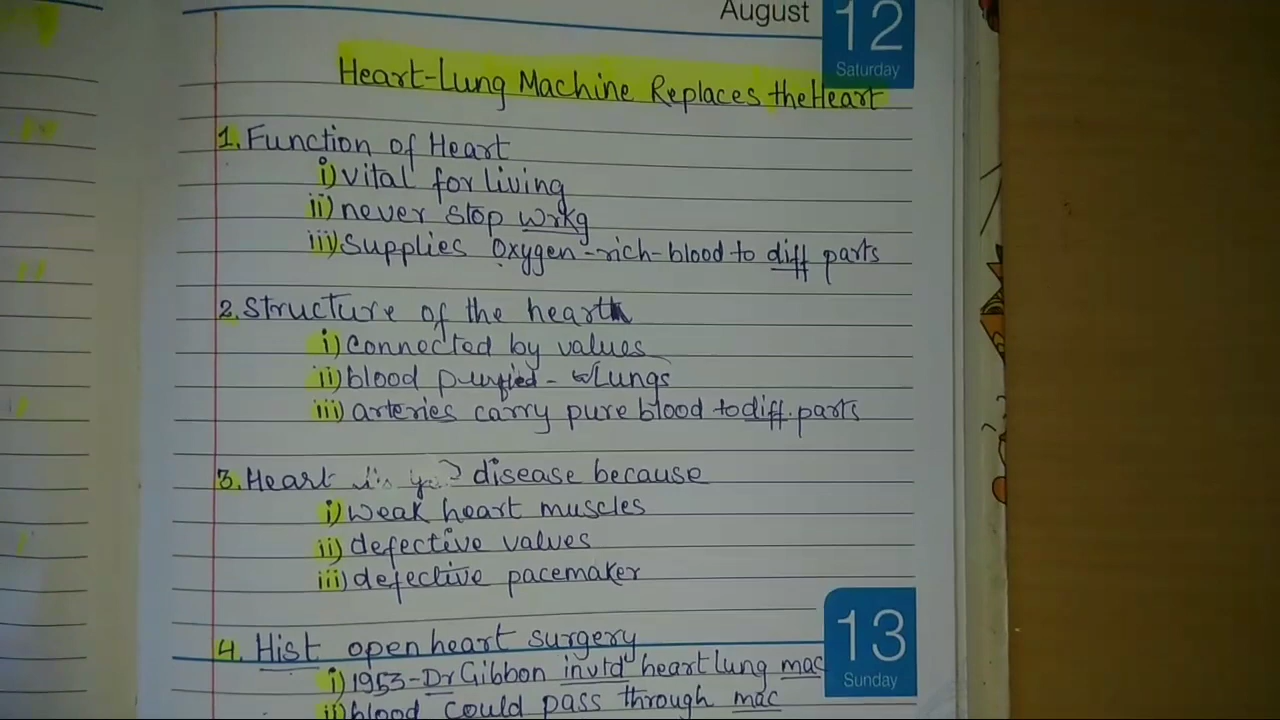 August
12
Saturday
Heart-Lung Machine Replaces the Heart
1. Function of Heart
i) vital for living
ii) never stop wrkg
iii) Supplies Oxygen-rich-blood to diff parts
2. Structure of the heart
i) connected by values
ii) blood purified - Lungs
iii) arteries carry pure blood to diff. parts
3. Heart disease because
i) weak heart muscles
ii) defective values
iii) defective pacemaker
13
Sunday
4. Hist open heart surgery
i) 1953-Dr Gibbon invtd heart lung mac
ii) blood could pass through mac